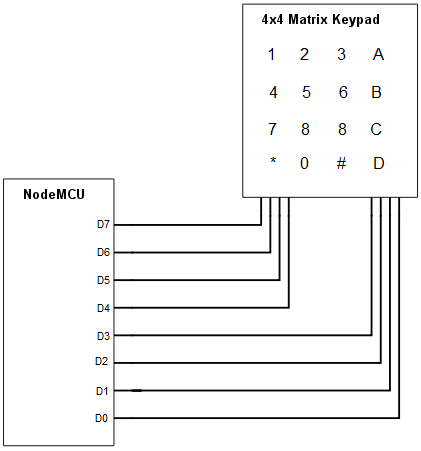 4x4 Matrix Keypad
1 2 3 A
4 5 6 B
7 8 8 C
* 0 # D
NodeMCU
D7
D6
D5
D4
D3
D2
D1
D0